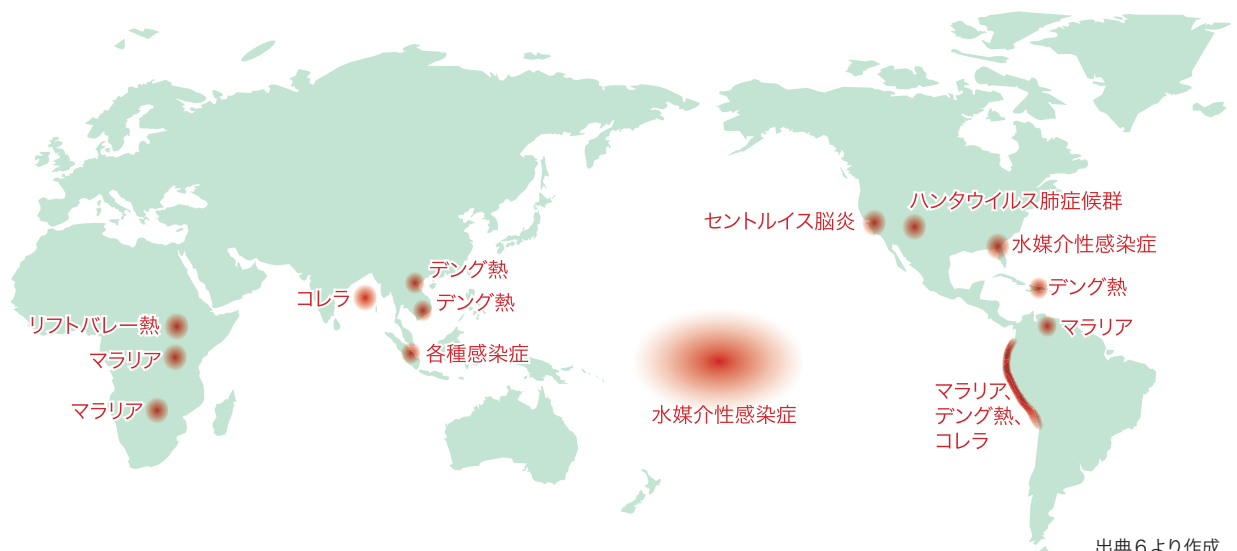 ハンタウイルス肺症候群
セントルイス脳炎
水媒介性感染症
デング熱
デング熱
コレラ
デング熱
リフトバレー熱
マラリア
マラリア
各種感染症
マラリア
水媒介性感染症
マラリア、
デング熱、
コレラ
出典６より作成